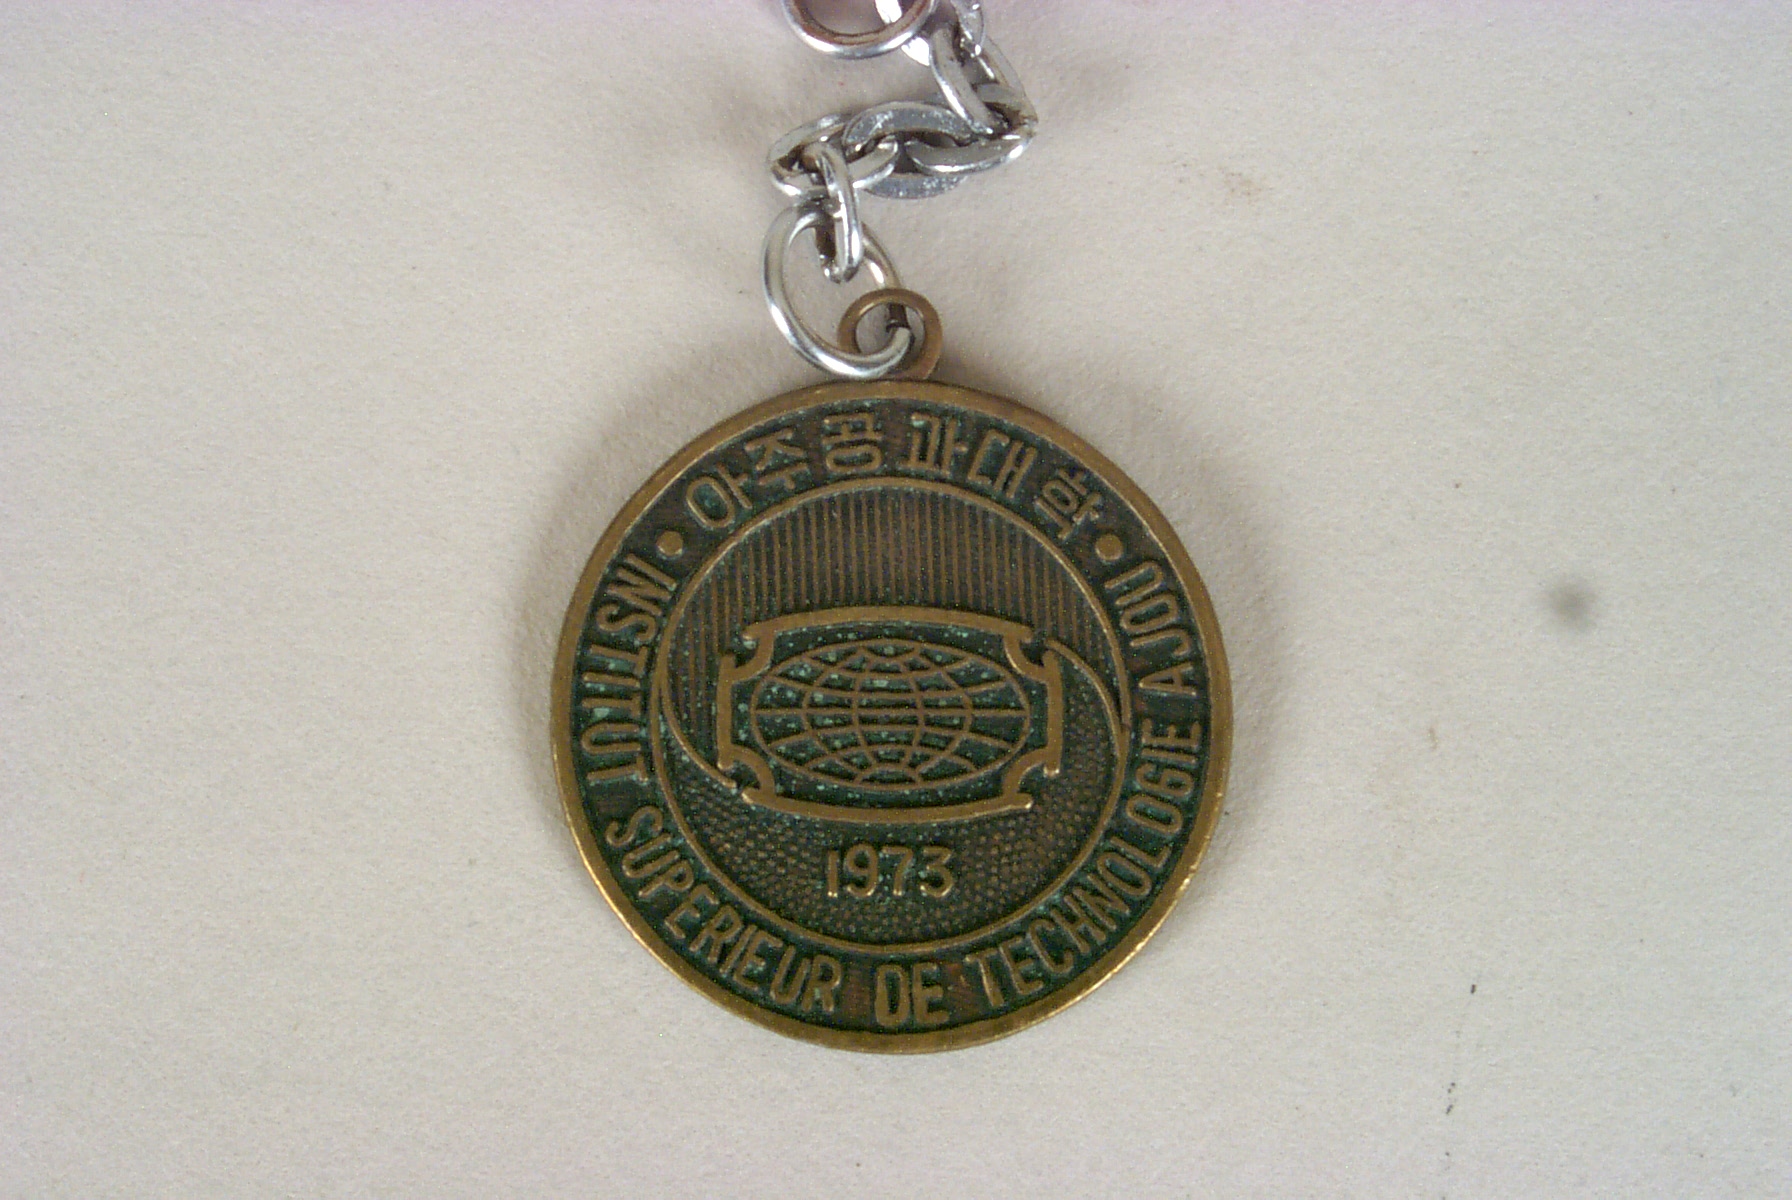 아주공과대학
INSTITUT SUPERIEUR DE TECHNOLOGIE AJOU
1973